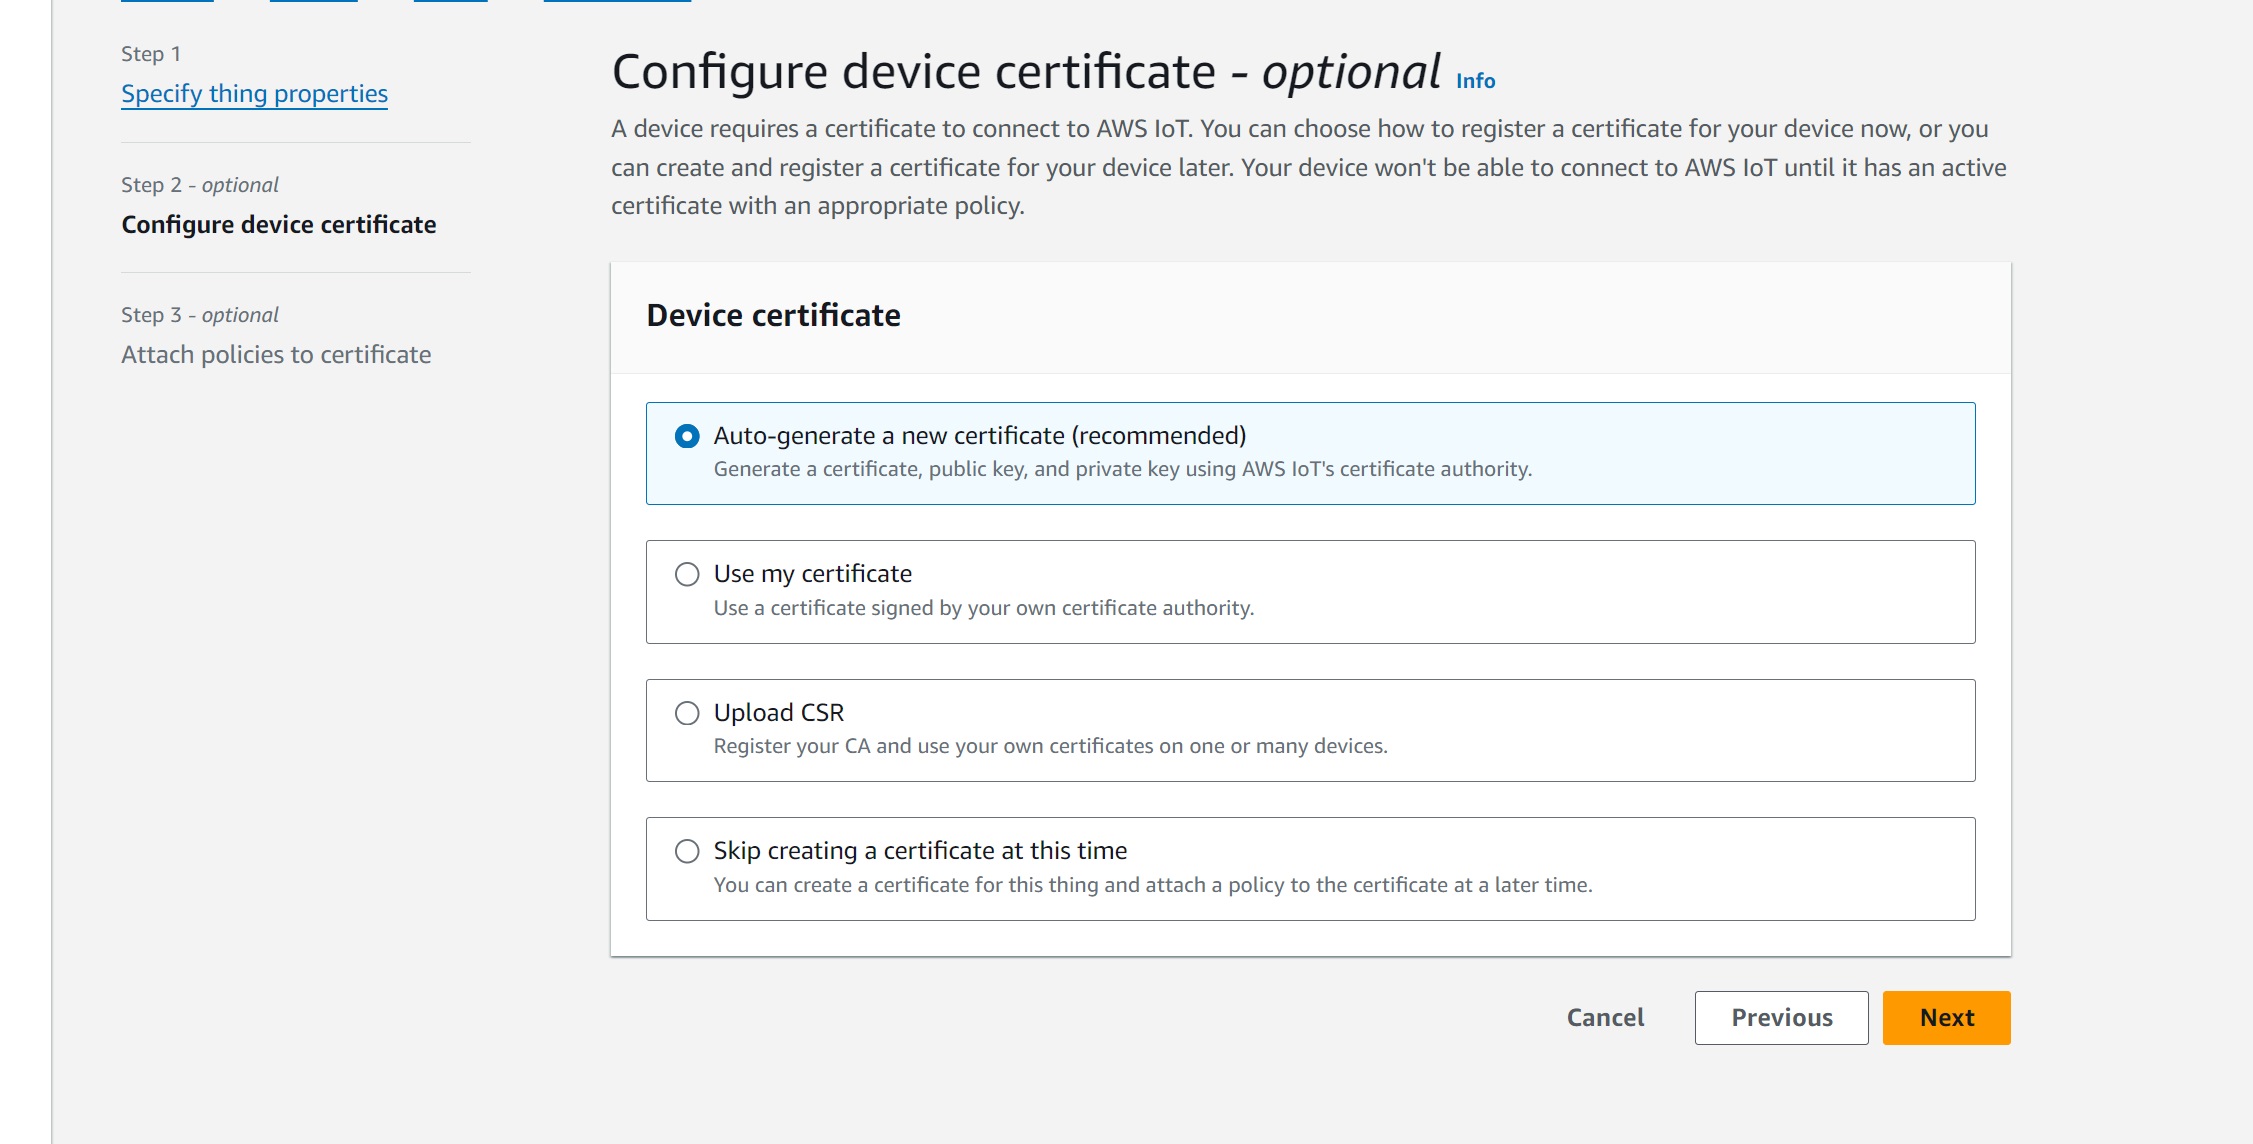 Step 1
Specify thing properties
Step 2 - optional
Configure device certificate
Step 3 - optional
Attach policies to certificate
Configure device certificate - optional Info
A device requires a certificate to connect to AWS IoT. You can choose how to register a certificate for your device now, or you
can create and register a certificate for your device later. Your device won't be able to connect to AWS IoT until it has an active
certificate with an appropriate policy.
Device certificate
Auto-generate a new certificate (recommended)
Generate a certificate, public key, and private key using AWS IoT's certificate authority.
Use my certificate
Use a certificate signed by your own certificate authority.
Upload CSR
Register your CA and use your own certificates on one or many devices.
Skip creating a certificate at this time
You can create a certificate for this thing and attach a policy to the certificate at a later time.
Cancel Previous Next